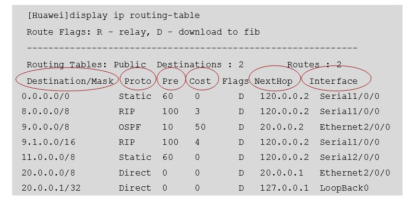 [Huawei]display ip routing-table
Route Flags: R - relay, D - download to fib
------------------------------------------------------------------
Routing Tables: Public Destinations : 2 Routes : 2
Destination/Mask Proto Pre Cost Flags NextHop Interface
0.0.0.0/0 Static 60 0 D 120.0.0.2 Serial1/0/0
8.0.0.0/8 RIP 100 3 D 120.0.0.2 Serial1/0/0
9.0.0.0/8 OSPF 10 50 D 20.0.0.2 Ethernet2/0/0
9.1.0.0/16 RIP 100 4 D 120.0.0.2 Serial1/0/0
11.0.0.0/8 Static 60 0 D 120.0.0.2 Serial2/0/0
20.0.0.0/8 Direct 0 0 D 20.0.0.1 Ethernet2/0/0
20.0.0.1/32 Direct 0 0 D 127.0.0.1 LoopBack0